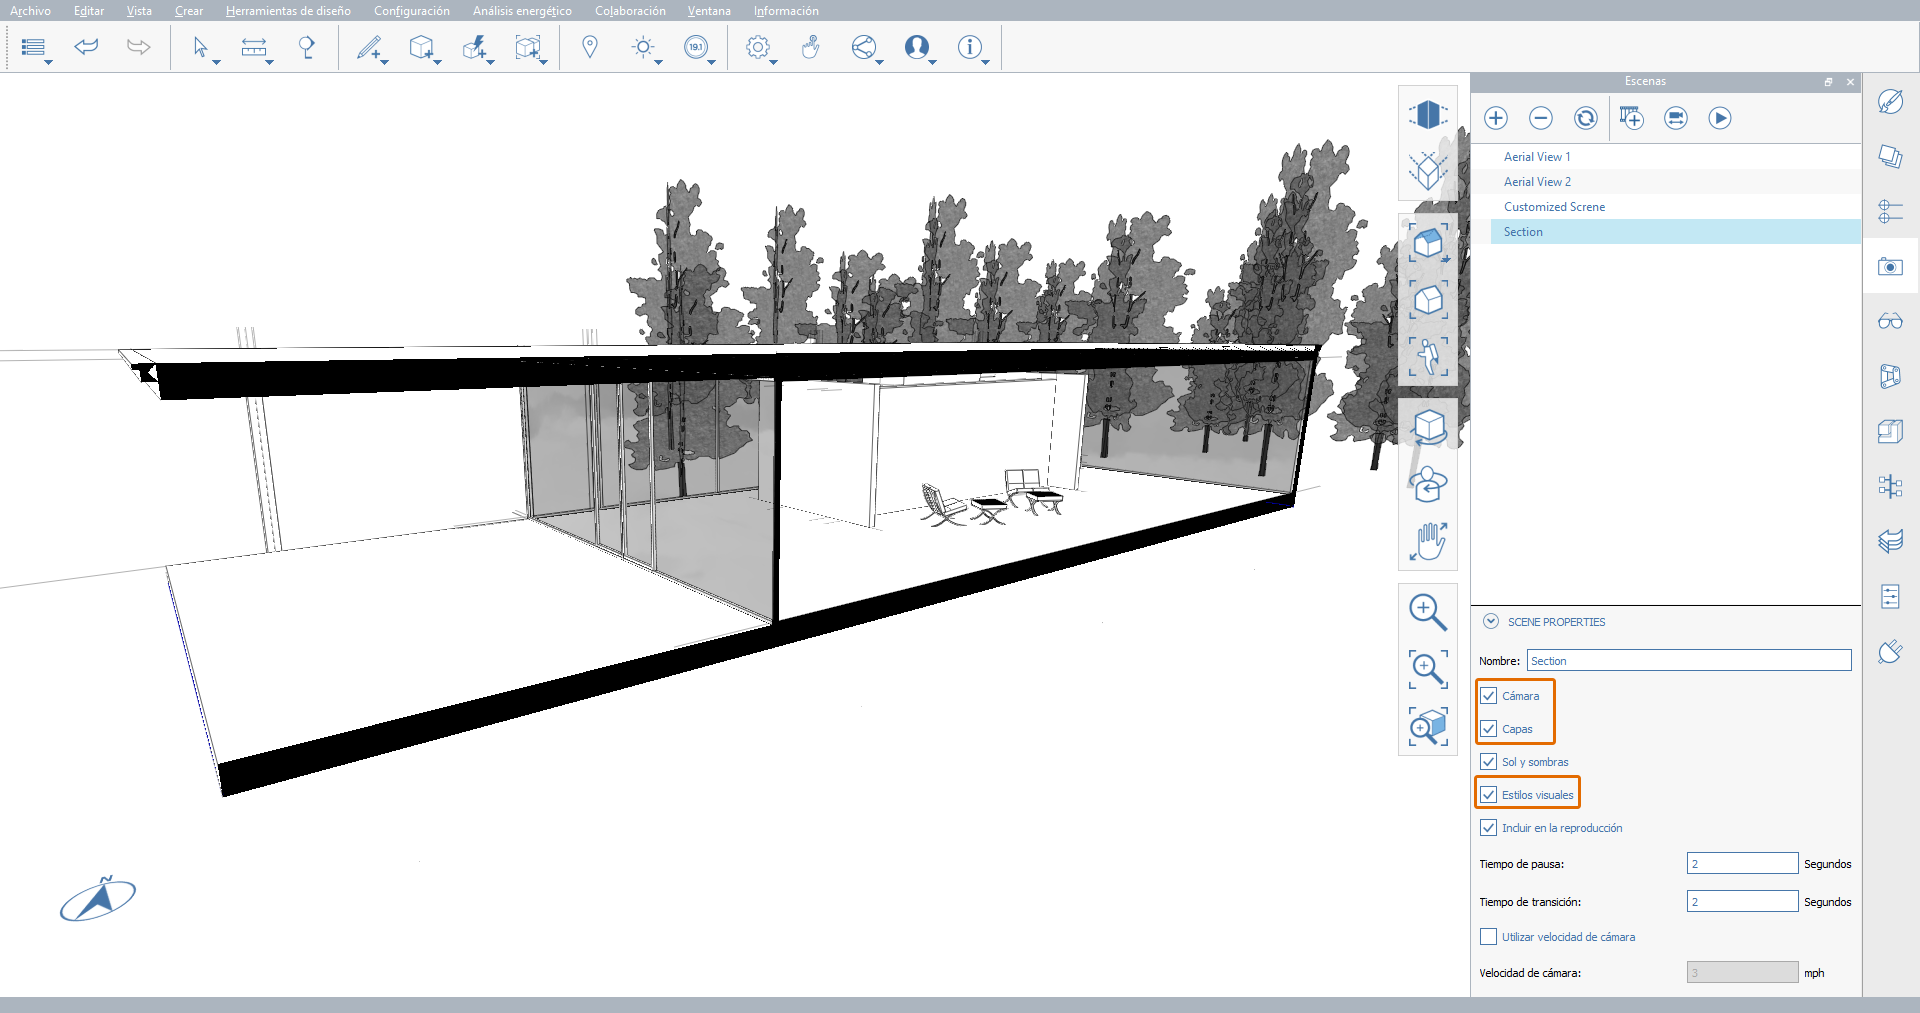 Archivo Editar Vista Crear Herramientas de diseño Configuración Análisis energético Colaboración Ventana Información
19.1
Escenas
Aerial View 1
Aerial View 2
Customized Screne
Section
SCENE PROPERTIES
Nombre: Section
Cámara
Capas
Sol y sombras
Estilos visuales
Incluir en la reproducción
Tiempo de pausa: 2 Segundos
Tiempo de transición: 2 Segundos
Utilizar velocidad de cámara
Velocidad de cámara: 3 mph